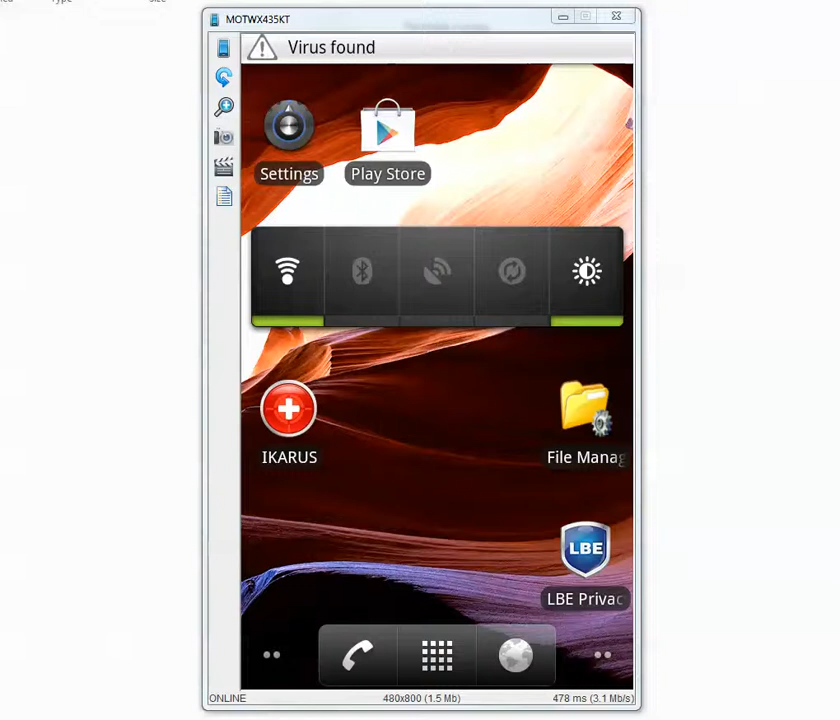 MOTWX435KT
Virus found
Settings
Play Store
IKARUS
File Manag
LBE
LBE Privac
ONLINE
480x800 (1.5 Mb)
478 ms (3.1 Mb/s)